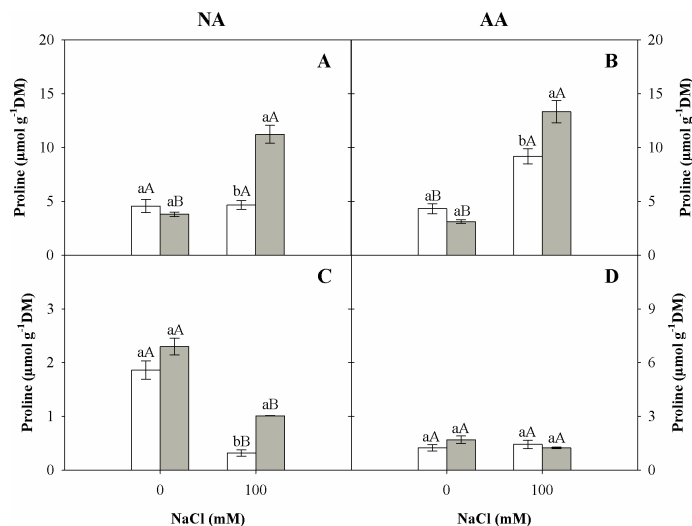 NA
AA
20
15
10
5
0
Proline (μmol g-1DM)
A
aA
aB
bA
aA
B
aB
aB
bA
aA
20
15
10
5
0
Proline (μmol g-1DM)
3
2
1
0
Proline (μmol g-1DM)
C
aA
aA
bB
aB
0
100
NaCl (mM)
D
aA
aA
aA
aA
0
100
NaCl (mM)
9
6
3
0
Proline (μmol g-1DM)